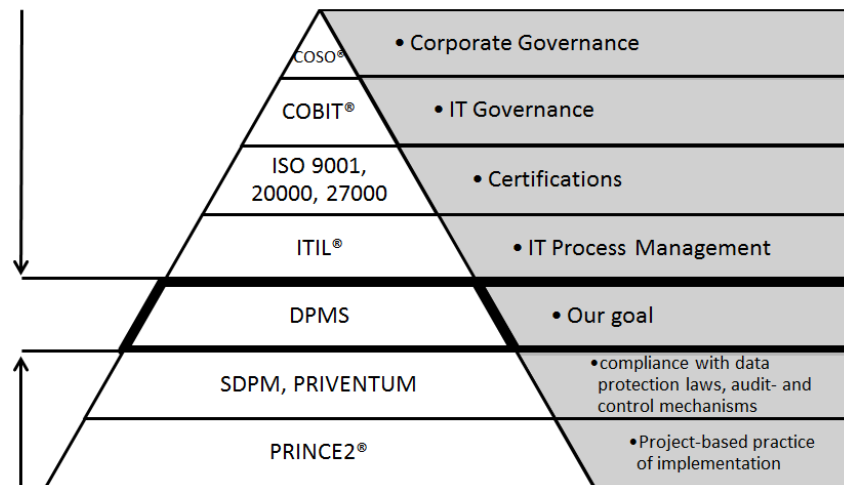 COSO®
• Corporate Governance
COBIT®
• IT Governance
ISO 9001,
20000, 27000
• Certifications
ITIL®
• IT Process Management
DPMS
• Our goal
SDPM, PRIVENTUM
•compliance with data
protection laws, audit- and
control mechanisms
PRINCE2®
•Project-based practice
of implementation